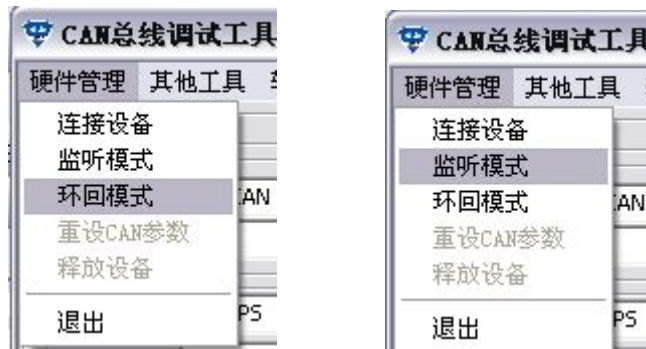 CAN总线调试工具
硬件管理 其他工具
连接设备
监听模式
环回模式
CAN
重设CAN参数
释放设备
PS
退出
CAN总线调试工具
硬件管理 其他工具
连接设备
监听模式
环回模式
AN
重设CAN参数
释放设备
PS
退出